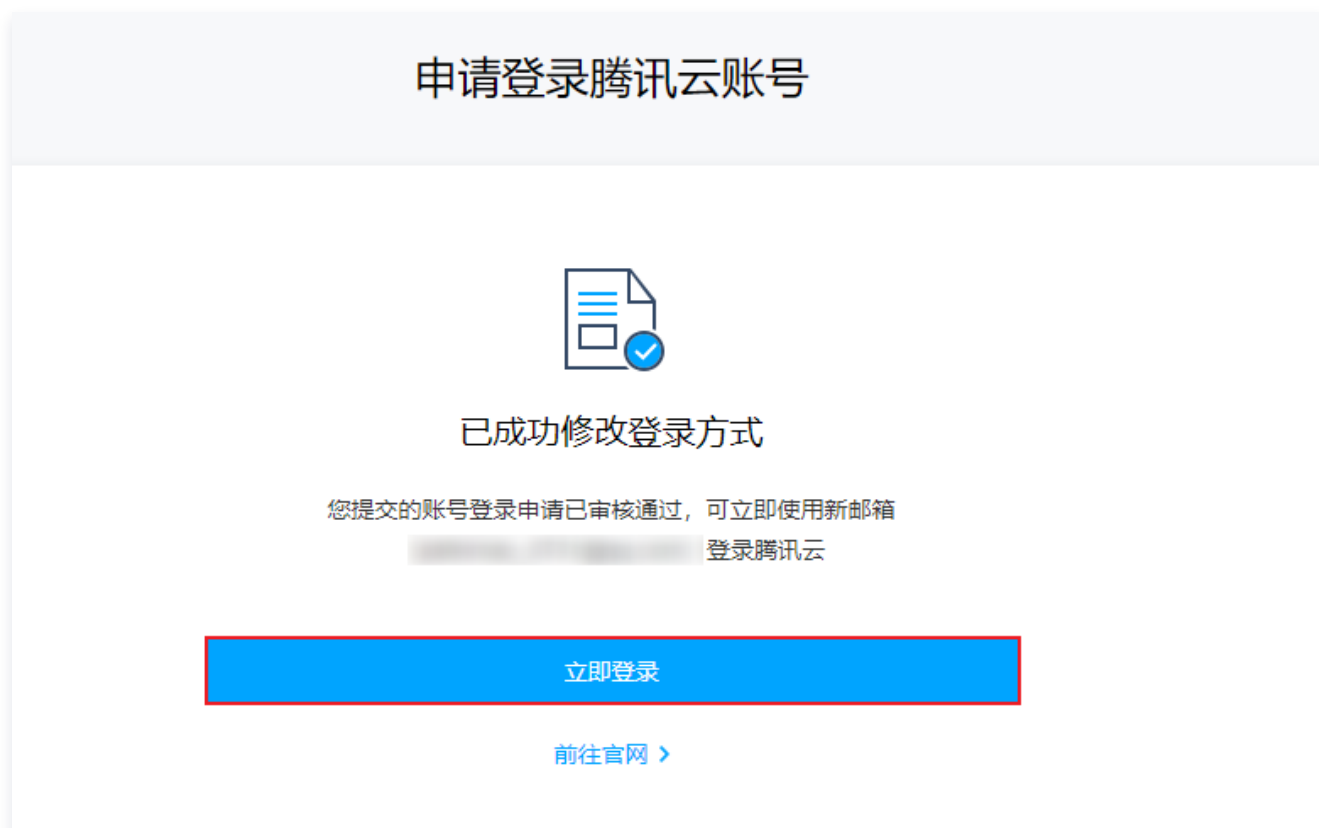 申请登录腾讯云账号
已成功修改登录方式
您提交的账号登录申请已审核通过，可立即使用新邮箱
登录腾讯云
立即登录
前往官网